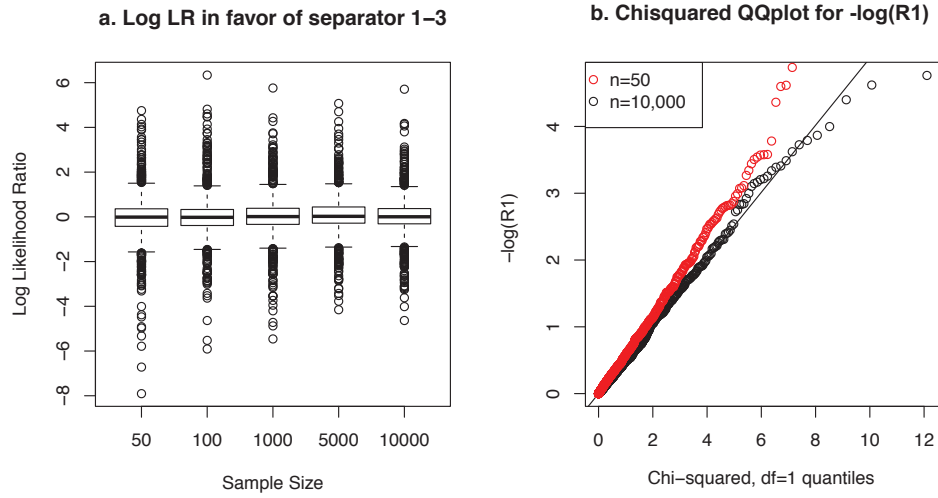 a. Log LR in favor of separator 1–3
Log Likelihood Ratio
6
4
2
0
−2
−4
−6
−8
50 100 1000 5000 10000
Sample Size
b. Chisquared QQplot for -log(R1)
n=50
n=10,000
-log(R1)
4
3
2
1
0
0 2 4 6 8 10 12
Chi-squared, df=1 quantiles